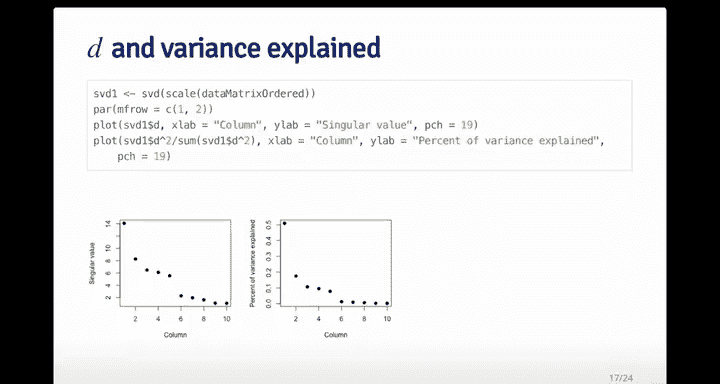 d and variance explained
svd1 <- svd(scale(dataMatrixOrdered))
par(mfrow = c(1, 2))
plot(svd1$d, xlab = "Column", ylab = "Singular value", pch = 19)
plot(svd1$d^2/sum(svd1$d^2), xlab = "Column", ylab = "Percent of variance explained",
pch = 19)
Singular value
14
10
8
6
4
2
2 4 6 8 10
Column
Percent of variance explained
0.5
0.4
0.3
0.2
0.1
0.0
2 4 6 8 10
Column
17/24